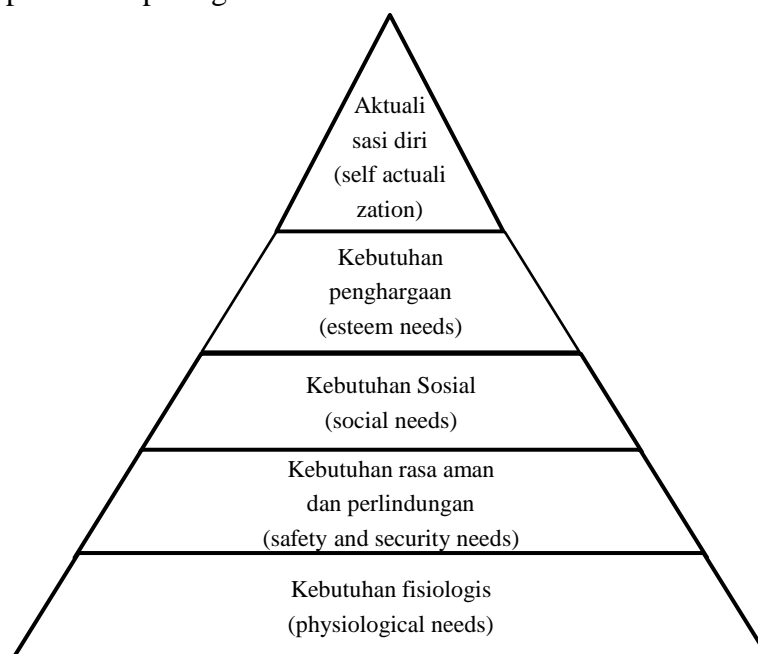 Aktuali
sasi diri
(self actuali
zation)
Kebutuhan
penghargaan
(esteem needs)
Kebutuhan Sosial
(social needs)
Kebutuhan rasa aman
dan perlindungan
(safety and security needs)
Kebutuhan fisiologis
(physiological needs)